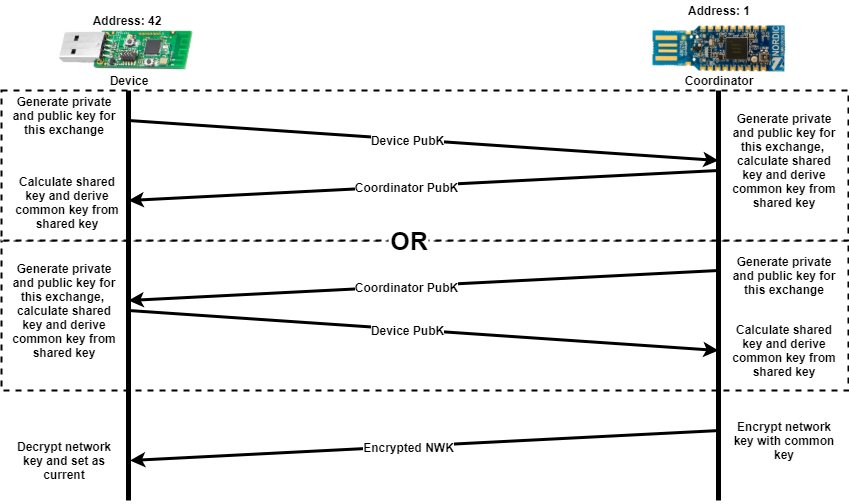 Address: 42
Address: 1
NORDIC
Device
Coordinator
Generate private
and public key for
this exchange
Device PubK
Generate private
and public key for
this exchange,
calculate shared
key and derive
common key from
shared key
Coordinator PubK
Calculate shared
key and derive
common key from
shared key
OR
Generate private
and public key for
this exchange,
calculate shared
key and derive
common key from
shared key
Coordinator PubK
Generate private
and public key for
this exchange
Device PubK
Calculate shared
key and derive
common key from
shared key
Encrypt network
key with common
key
Encrypted NWK
Decrypt network
key and set as
current